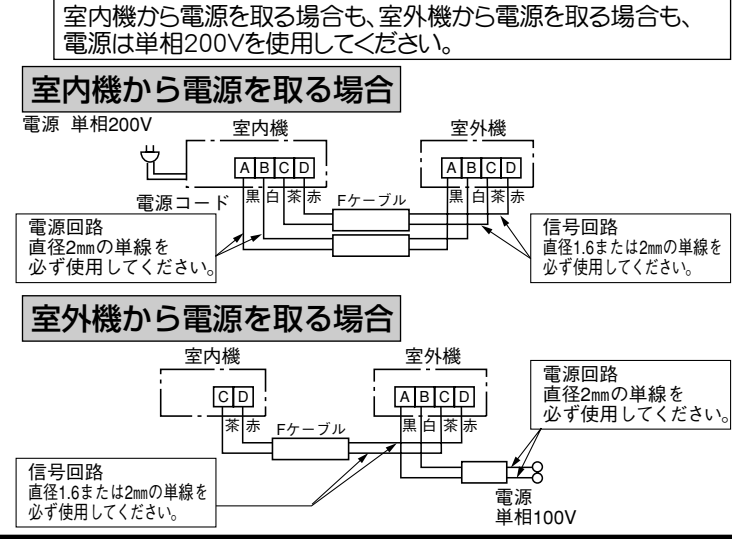 室内機から電源を取る場合も、室外機から電源を取る場合も、
電源は単相200Vを使用してください。
室内機から電源を取る場合
電源 単相200V
室内機
室外機
A B C D
A B C D
電源コード
黒 白 茶 赤
Fケーブル
黒 白 茶 赤
電源回路
直径2㎜の単線を
必ず使用してください。
信号回路
直径1.6または2㎜の単線を
必ず使用してください。
室外機から電源を取る場合
室内機
室外機
C D
A B C D
茶 赤
Fケーブル
黒 白 茶 赤
電源回路
直径2㎜の単線を
必ず使用してください。
信号回路
直径1.6または2㎜の単線を
必ず使用してください。
電源
単相100V